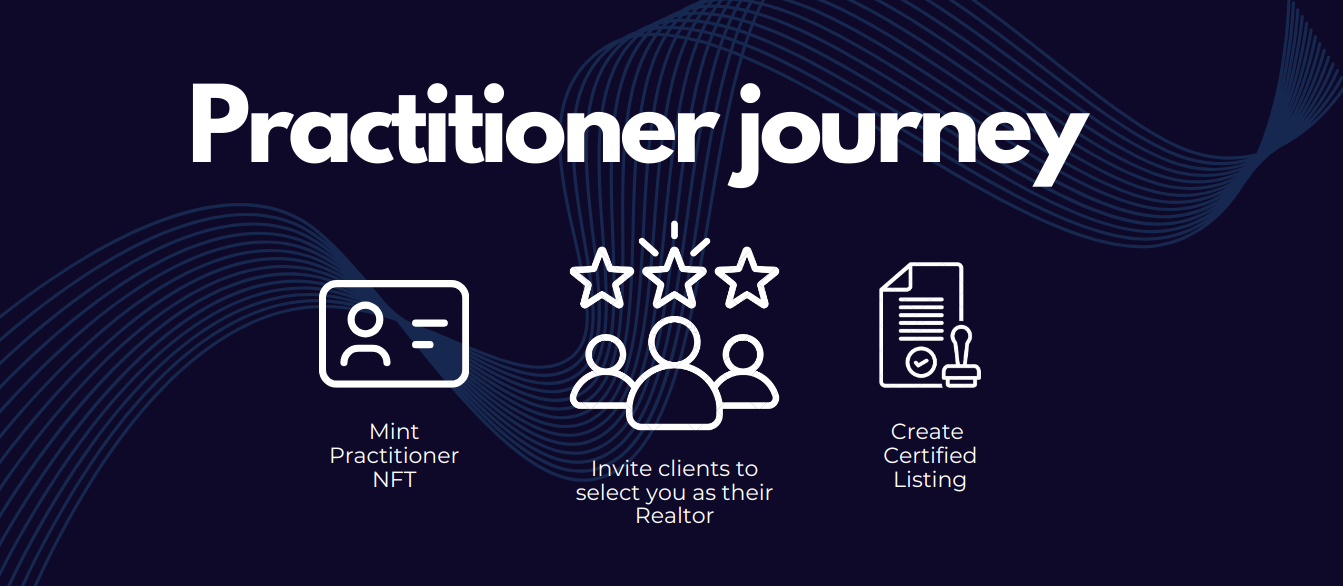 Practitioner journey
Mint
Practitioner
NFT
Invite clients to
select you as their
Realtor
Create
Certified
Listing